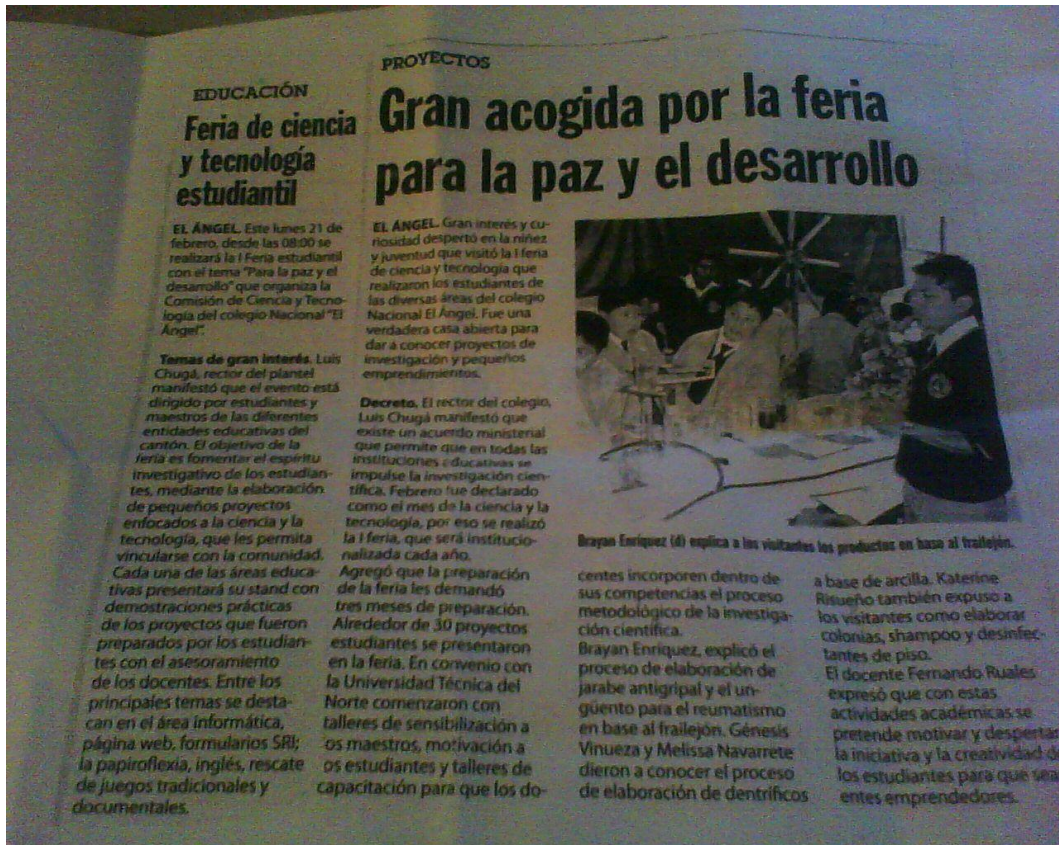 EDUCACIÓN
Feria de ciencia
y tecnología
estudiantil
EL ÁNGEL. Este lunes 21 de
febrero, desde las 08:00 se
realizará la I Feria estudiantil
con el tema "Para la paz y el
desarrollo" que organiza la
Comisión de Ciencia y Tecno-
logía del colegio Nacional "El
Ángel".
Temas de gran interés. Luis
Chugá, rector del plantel
manifestó que el evento está
dirigido por estudiantes y
maestros de las diferentes
entidades educativas del
cantón. El objetivo de la
feria es fomentar el espíritu
investigativo de los estudian-
tes, mediante la elaboración
de pequeños proyectos
enfocados a la ciencia y la
tecnología, que les permita
vincularse con la comunidad.
Cada una de las áreas educa-
tivas presentará su stand con
demostraciones prácticas
de los proyectos que fueron
preparados por los estudian-
tes con el asesoramiento
de los docentes. Entre los
principales temas se desta-
can en el área informática,
página web, formularios SRI;
la papiroflexia, inglés, rescate
de juegos tradicionales y
documentales.
PROYECTOS
Gran acogida por la feria
para la paz y el desarrollo
EL ÁNGEL. Gran interés y cu-
riosidad despertó en la niñez
y juventud que visitó la I feria
de ciencia y tecnología que
realizaron los estudiantes de
las diversas áreas del colegio
Nacional El Ángel. Fue una
verdadera casa abierta para
dar a conocer proyectos de
investigación y pequeños
emprendimientos.
Decreto. El rector del colegio,
Luis Chugá manifestó que
existe un acuerdo ministerial
que permite que en todas las
instituciones educativas se
impulse la investigación cien-
tífica. Febrero fue declarado
como el mes de la ciencia y la
tecnología, por eso se realizó
la I feria, que será institucio-
nalizada cada año.
Agregó que la preparación
de la feria les demandó
tres meses de preparación.
Alrededor de 30 proyectos
estudiantes se presentaron
en la feria. En convenio con
la Universidad Técnica del
Norte comenzaron con
talleres de sensibilización a
os maestros, motivación a
os estudiantes y talleres de
capacitación para que los do-
Brayan Enríquez (d) explica a los visitantes los productos en base al frailejón.
centes incorporen dentro de
sus competencias el proceso
metodológico de la investiga-
ción científica.
Brayan Enríquez, explicó el
proceso de elaboración de
jarabe antigripal y el un-
güento para el reumatismo
en base al frailejón. Génesis
Vinueza y Melissa Navarrete
dieron a conocer el proceso
de elaboración de dentríficos
a base de arcilla. Katerine
Risueño también expuso a
los visitantes como elaborar
colonias, shampoo y desinfec-
tantes de piso.
El docente Fernando Ruales
expresó que con estas
actividades académicas se
pretende motivar y despertar
la iniciativa y la creatividad d
los estudiantes para que sea
entes emprendedores.